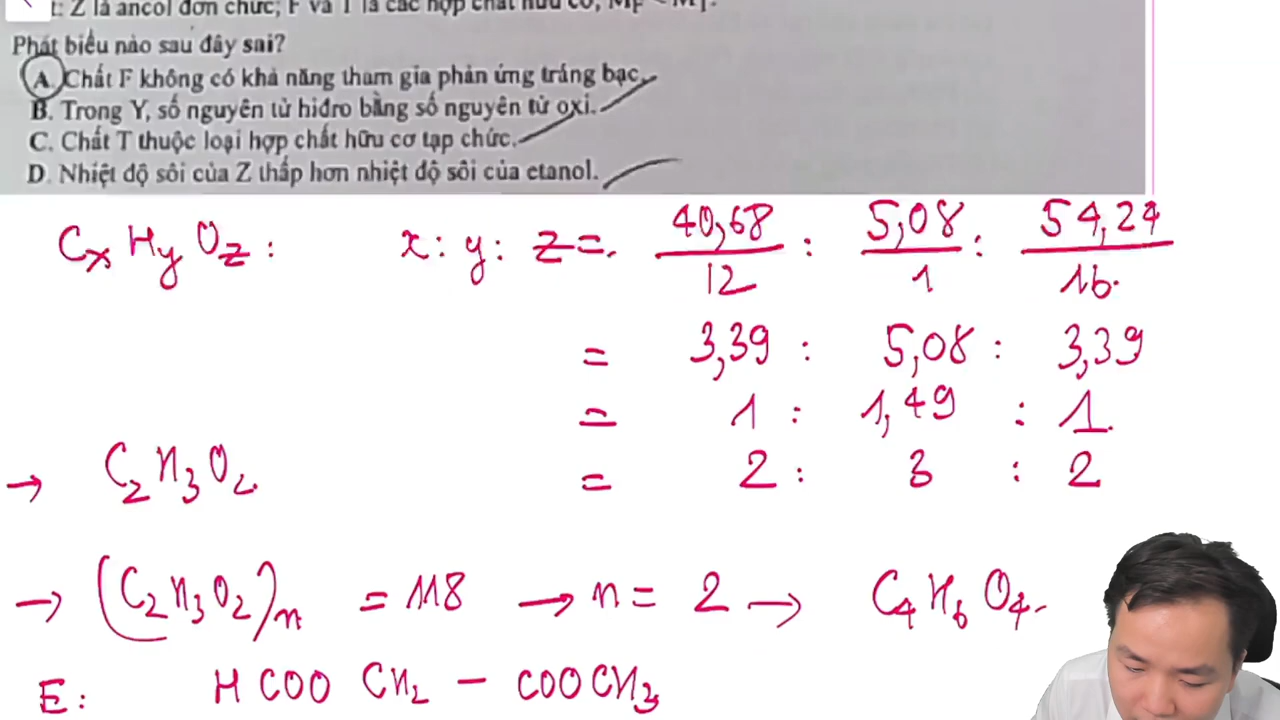 t: Z là ancol đơn chức; F và T là các hợp chất hữu cơ, MF < MT.
Phát biểu nào sau đây sai?
A. Chất F không có khả năng tham gia phản ứng tráng bạc.
B. Trong Y, số nguyên tử hiđro bằng số nguyên tử oxi.
C. Chất T thuộc loại hợp chất hữu cơ tạp chức.
D. Nhiệt độ sôi của Z thấp hơn nhiệt độ sôi của etanol.
CxHyOz: x: y: z = 40,68/12 : 5,08/1 : 54,24/16
= 3,39 : 5,08 : 3,39
= 1 : 1,49 : 1
→ C2H3O2 = 2 : 3 : 2
→ (C2H3O2)n = 118 → n = 2 → C4H6O4
E: HCOO CH2 – COOCH3